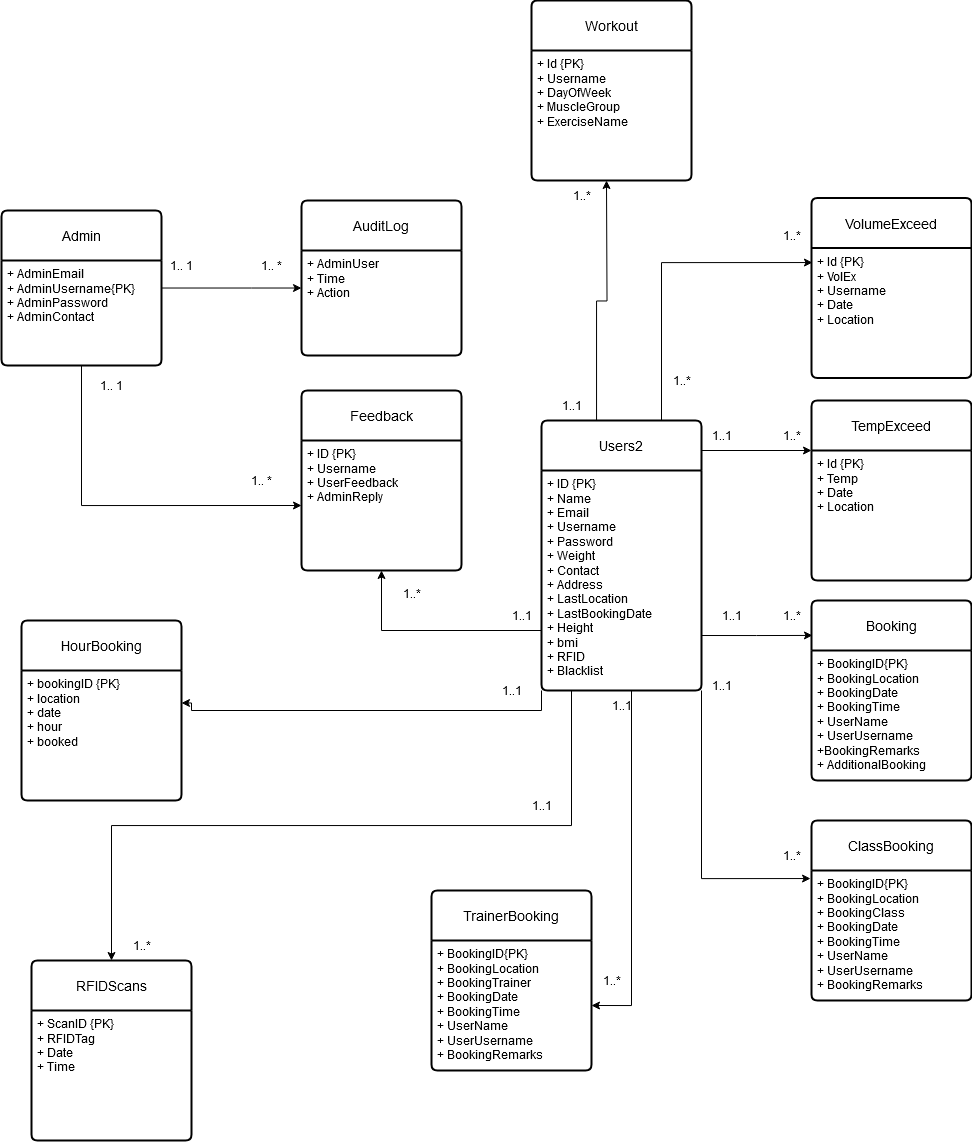 Workout
+ Id {PK}
+ Username
+ DayOfWeek
+ MuscleGroup
+ ExerciseName
1..*
Admin
+ AdminEmail
+ AdminUsername{PK}
+ AdminPassword
+ AdminContact
1.. 1
1.. *
AuditLog
+ AdminUser
+ Time
+ Action
1..*
VolumeExceed
+ Id {PK}
+ VolEx
+ Username
+ Date
+ Location
1.. 1
1..*
1..1
Feedback
+ ID {PK}
+ Username
+ UserFeedback
+ AdminReply
1.. *
1..*
1..1
Users2
+ ID {PK}
+ Name
+ Email
+ Username
+ Password
+ Weight
+ Contact
+ Address
+ LastLocation
+ LastBookingDate
+ Height
+ bmi
+ RFID
+ Blacklist
1..1
1..*
TempExceed
+ Id {PK}
+ Temp
+ Date
+ Location
1..1
1..*
Booking
+ BookingID{PK}
+ BookingLocation
+ BookingDate
+ BookingTime
+ UserName
+ UserUsername
+BookingRemarks
+ AdditionalBooking
HourBooking
+ bookingID {PK}
+ location
+ date
+ hour
+ booked
1..1
1..1
1..1
1..1
1..*
ClassBooking
+ BookingID{PK}
+ BookingLocation
+ BookingClass
+ BookingDate
+ BookingTime
+ UserName
+ UserUsername
+ BookingRemarks
1..*
RFIDScans
+ ScanID {PK}
+ RFIDTag
+ Date
+ Time
TrainerBooking
+ BookingID{PK}
+ BookingLocation
+ BookingTrainer
+ BookingDate
+ BookingTime
+ UserName
+ UserUsername
+ BookingRemarks
1..*